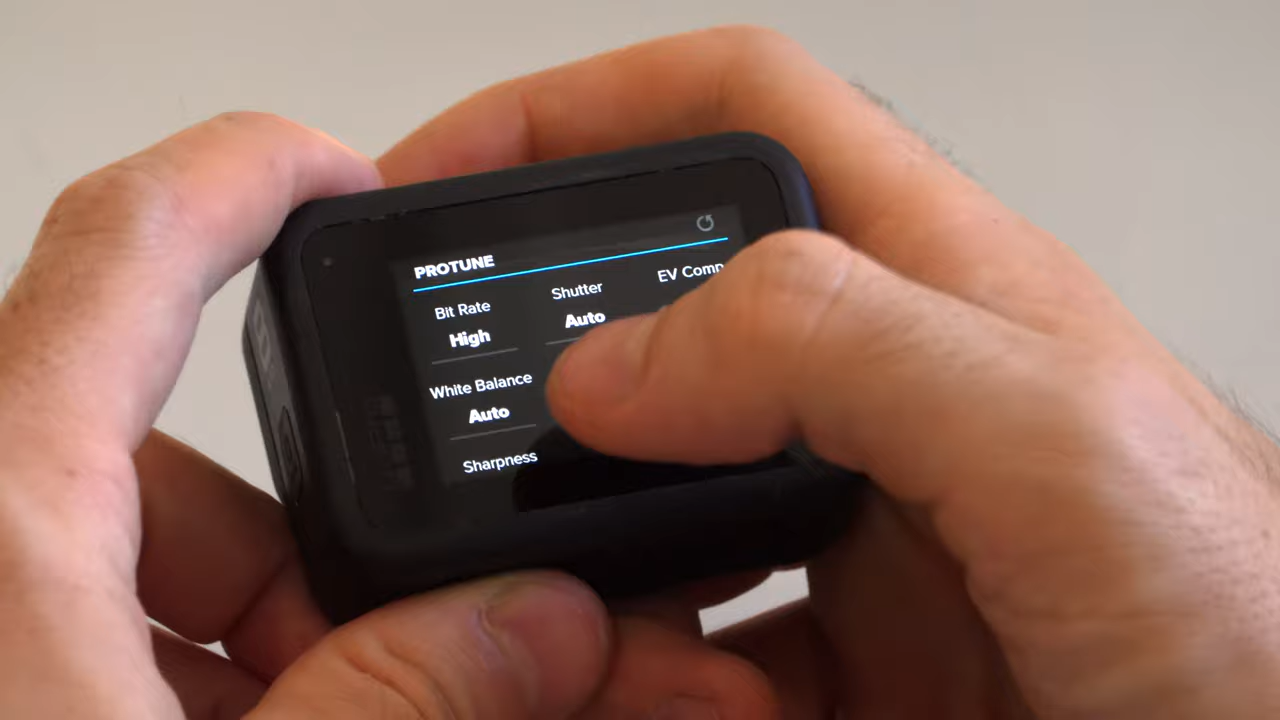 PROTUNE
Bit Rate
High
Shutter
Auto
EV Comp
White Balance
Auto
Sharpness